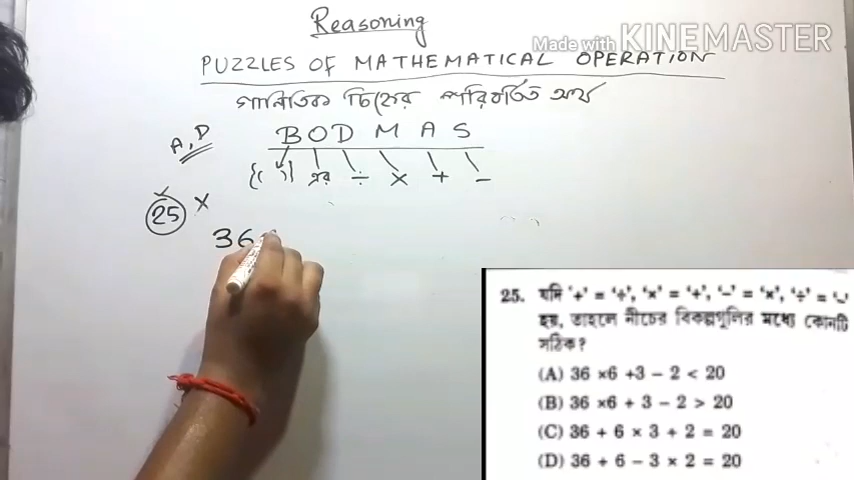 Reasoning
Made with KINEMASTER
PUZZLES OF MATHEMATICAL OPERATION
গানিতিক চিহ্নের পরিবর্তিত অর্থ
A, D
BODMAS
{( )} এর ÷ × + -
25 ×
36
25. যদি '+' = '÷', '×' = '+', '–' = '×', '÷' = '–'
হয়, তাহলে নীচের বিকল্পগুলির মধ্যে কোনটি
সঠিক?
(A) 36 ×6 +3 – 2 < 20
(B) 36 ×6 + 3 – 2 > 20
(C) 36 + 6 × 3 + 2 = 20
(D) 36 + 6 – 3 × 2 = 20